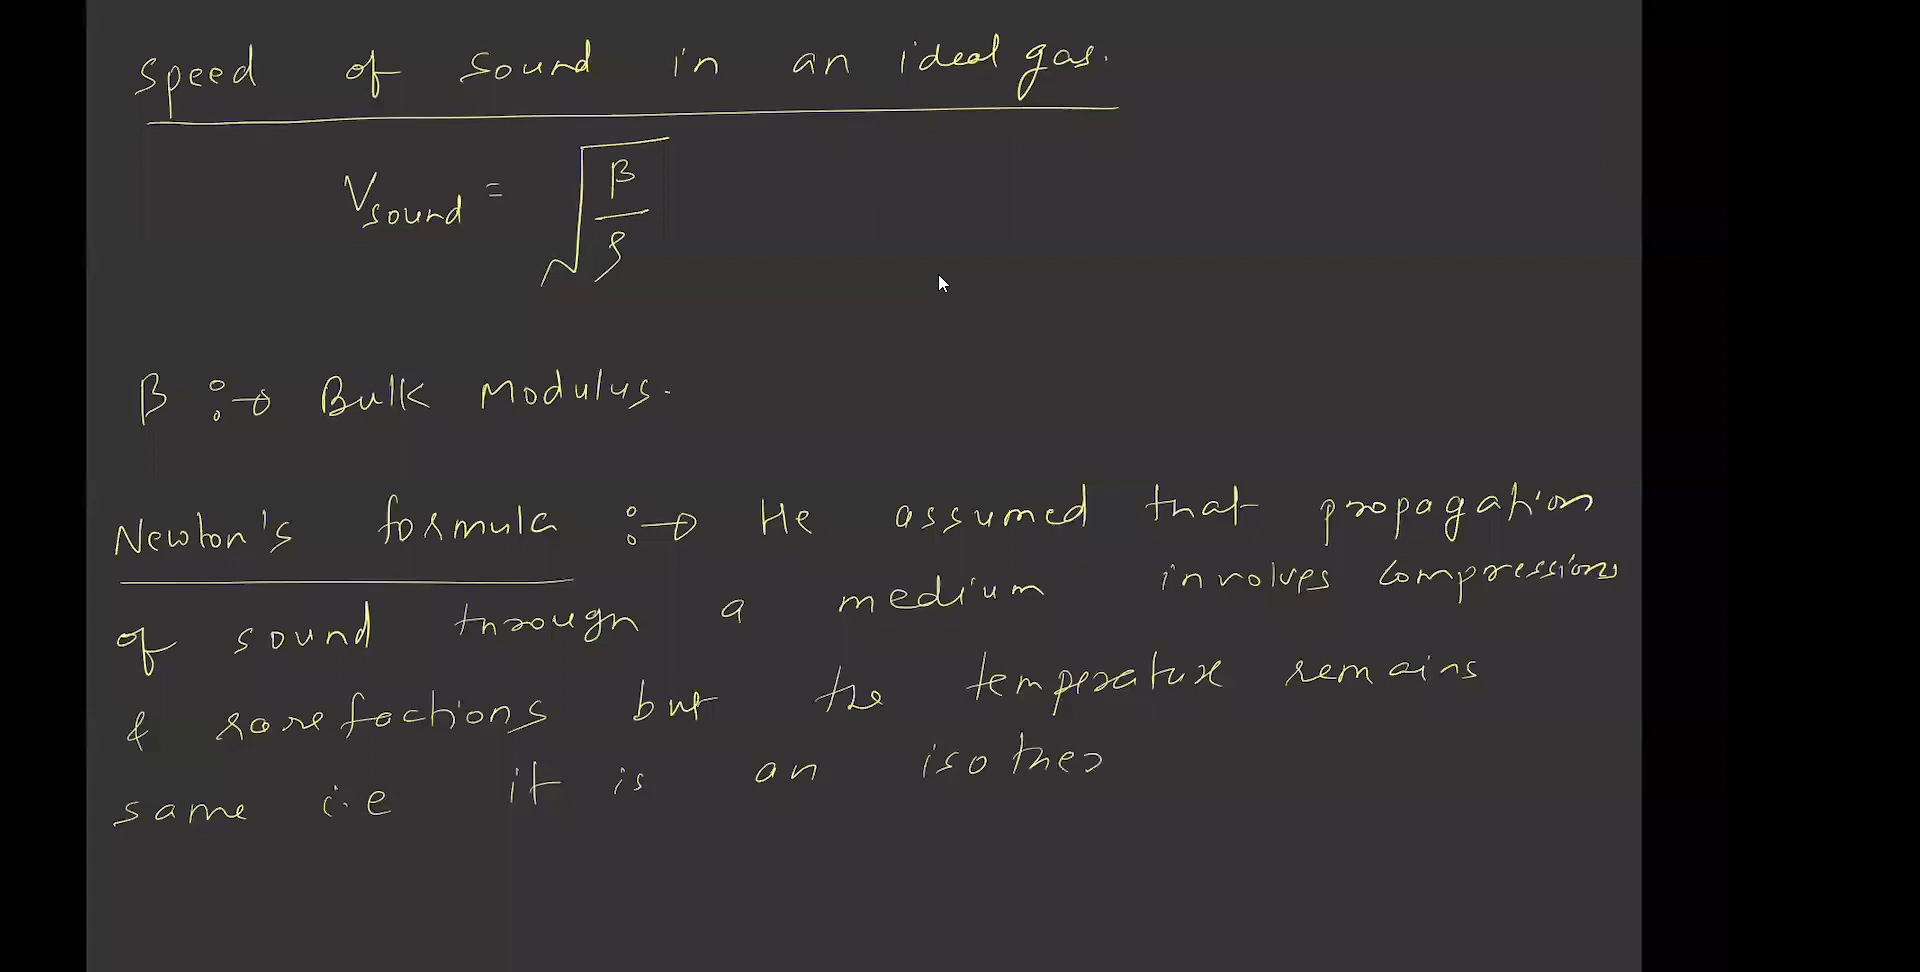 speed of sound in an ideal gas.
Vsound = √(β/ρ)
β :→ Bulk Modulus.
Newton's formula :→ He assumed that propagation
of sound through a medium involves compressions
& rarefactions but the temperature remains
same i.e it is an isother